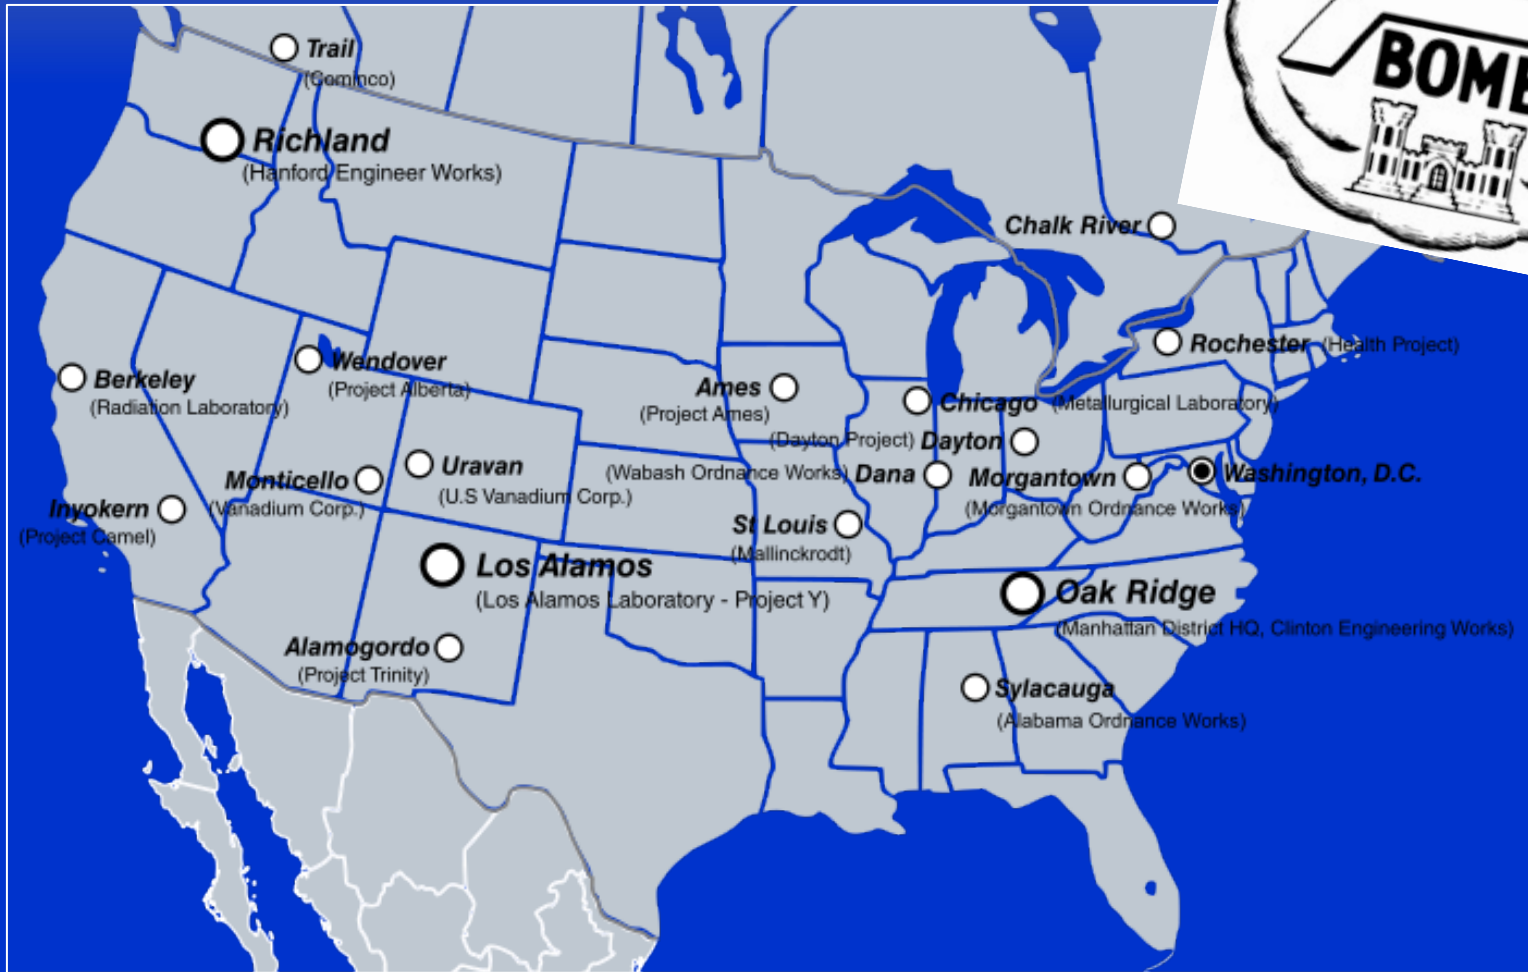 BOMB
Trail
(Cominco)
Richland
(Hanford Engineer Works)
Chalk River
Rochester (Health Project)
Wendover
(Project Alberta)
Berkeley
(Radiation Laboratory)
Ames
(Project Ames)
Chicago (Metallurgical Laboratory)
(Dayton Project) Dayton
Uravan
(U.S Vanadium Corp.)
Monticello
(Vanadium Corp.)
(Wabash Ordnance Works) Dana
Morgantown
(Morgantown Ordnance Works)
Washington, D.C.
Inyokern
(Project Camel)
St Louis
(Mallinckrodt)
Los Alamos
(Los Alamos Laboratory - Project Y)
Oak Ridge
(Manhattan District HQ, Clinton Engineering Works)
Alamogordo
(Project Trinity)
Sylacauga
(Alabama Ordnance Works)